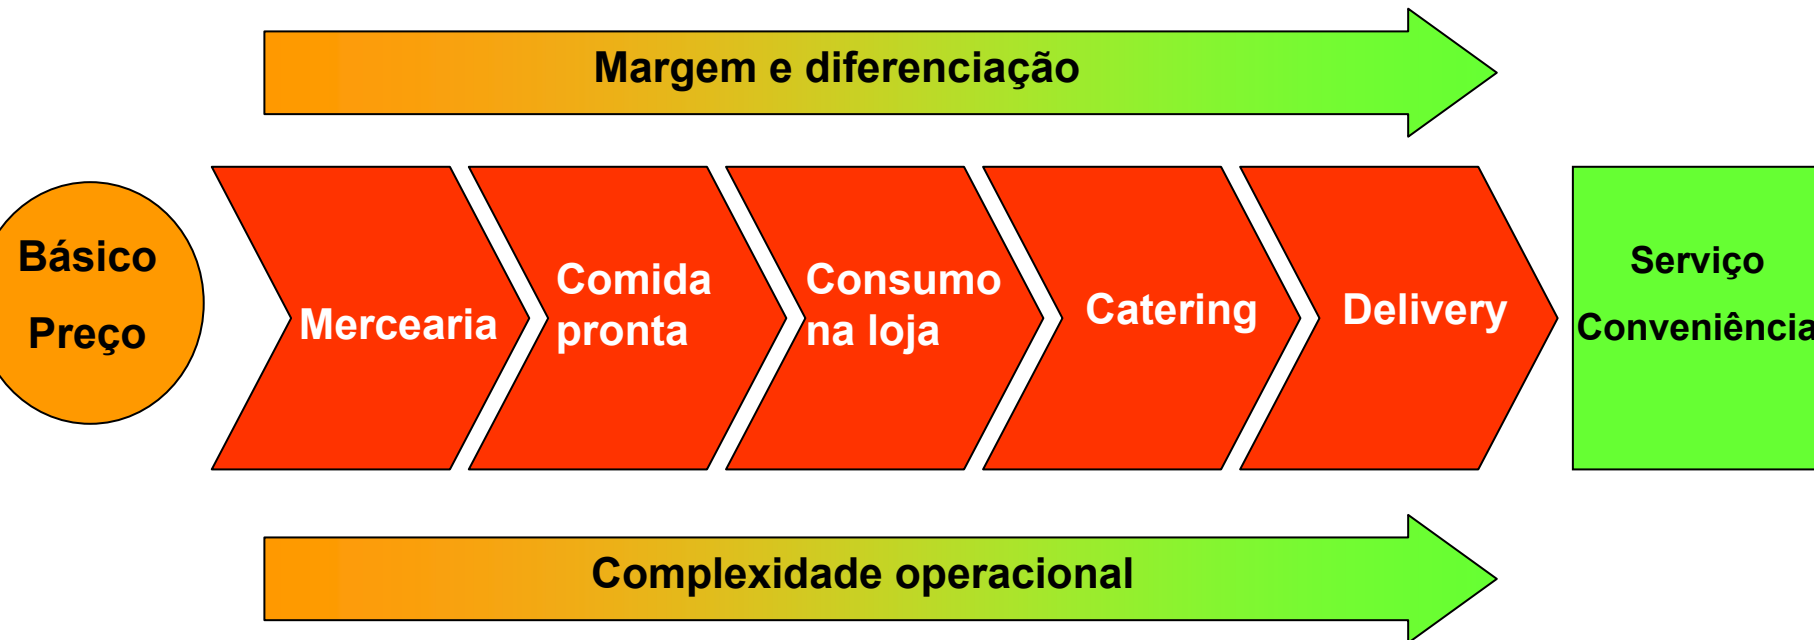 Margem e diferenciação
Básico
Preço
Mercearia
Comida
pronta
Consumo
na loja
Catering
Delivery
Serviço
Conveniência
Complexidade operacional